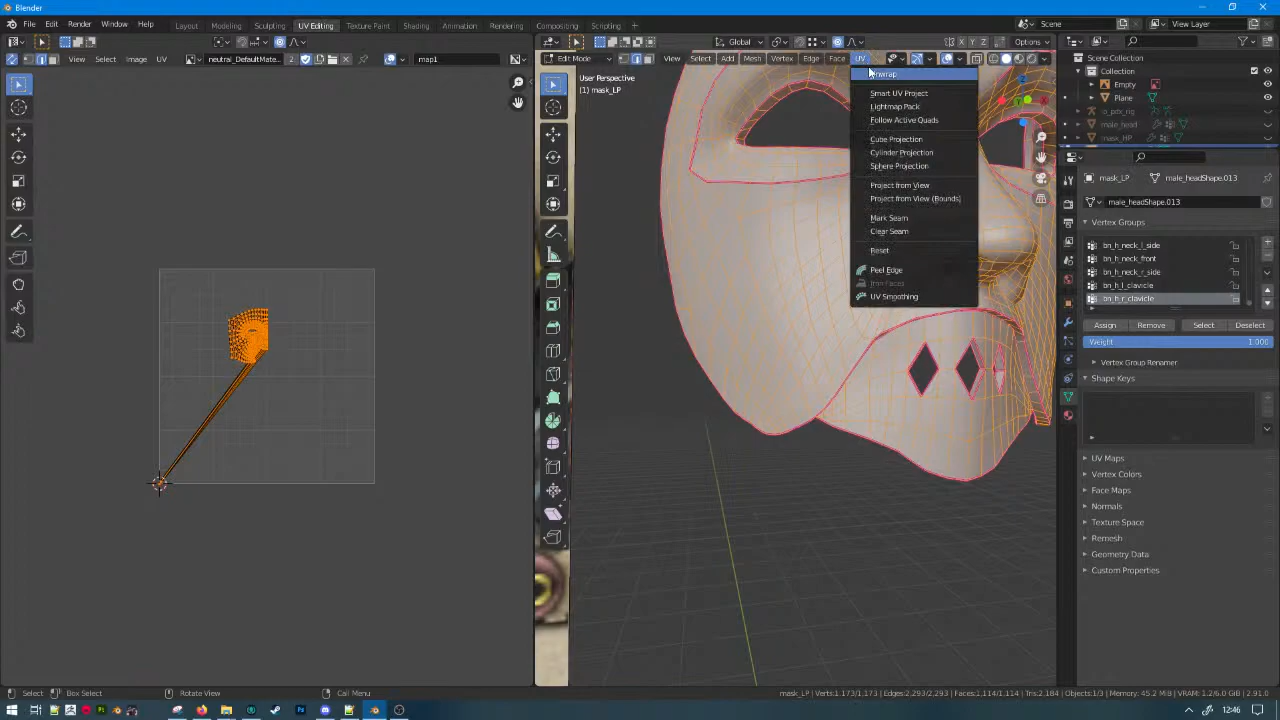 Blender
File Edit Render Window Help Layout Modeling Sculpting UV Editing Texture Paint Shading Animation Rendering Compositing Scripting + Scene View Layer
Global Options
View Select Image UV neutral_DefaultMate... map1
Edit Mode View Select Add Mesh Vertex Edge Face UV
User Perspective
(1) mask_LP
Unwrap
Smart UV Project
Lightmap Pack
Follow Active Quads
Cube Projection
Cylinder Projection
Sphere Projection
Project from View
Project from View (Bounds)
Mark Seam
Clear Seam
Reset
Peel Edge
Iron Faces
UV Smoothing
Scene Collection
Collection
Empty
Plane
male_head
mask_HP
mask_LP male_headShape.013
male_headShape.013
Vertex Groups
bn_h_neck_l_side
bn_h_neck_front
bn_h_neck_r_side
bn_h_l_clavicle
bn_h_r_clavicle
Assign Remove Select Deselect
Weight 1.000
Vertex Group Renamer
Shape Keys
UV Maps
Vertex Colors
Face Maps
Normals
Texture Space
Remesh
Geometry Data
Custom Properties
Select Box Select Rotate View Call Menu mask_LP | Verts:1,173/1,173 | Edges:2,293/2,293 | Faces:1,114/1,114 | Tris:2,184 | Objects:1/3 | Memory: 45.2 MiB | VRAM: 1.2/6.0 GiB | 2.91.0
12:46